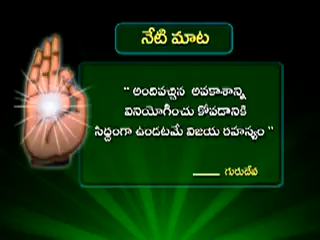 నేటి మాట
" అందివచ్చిన అవకాశాన్ని
వినియోగించు కోవడానికి
సిద్దంగా ఉండటమే విజయ రహస్యం "
గురుదేవ